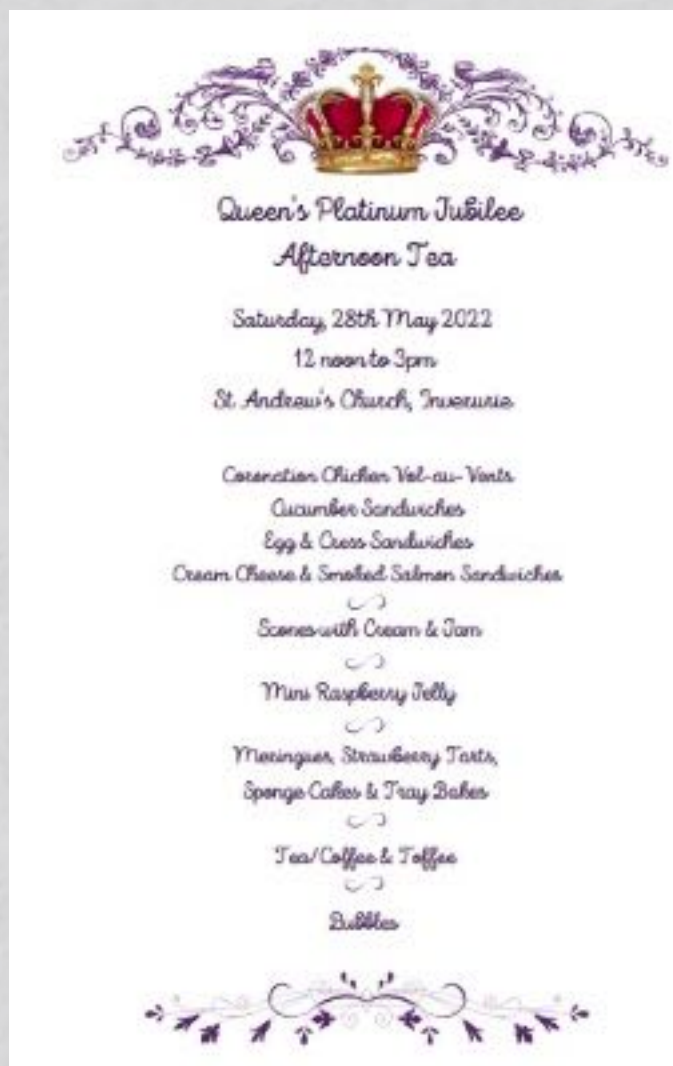 Queen's Platinum Jubilee
Afternoon Tea
Saturday, 28th May 2022
12 noon to 3pm
St Andrew's Church, Inverurie
Coronation Chicken Vol-au-Vents
Cucumber Sandwiches
Egg & Cress Sandwiches
Cream Cheese & Smoked Salmon Sandwiches
Scones with Cream & Jam
Mini Raspberry Jelly
Meringues, Strawberry Tarts,
Sponge Cakes & Tray Bakes
Tea/Coffee & Toffee
Bubbles